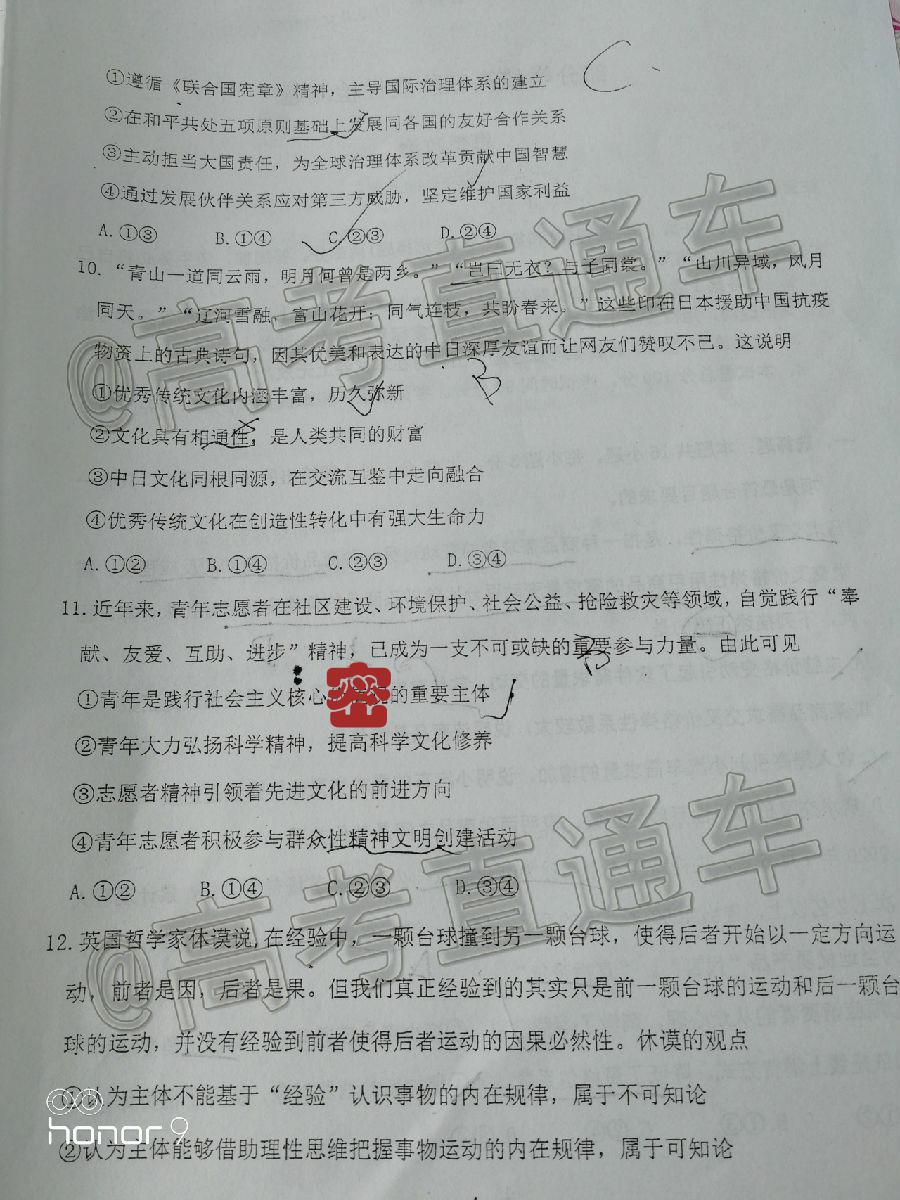 ①遵循《联合国宪章》精神，主导国际治理体系的建立
C.
②在和平共处五项原则基础上发展同各国的友好合作关系
③主动担当大国责任，为全球治理体系改革贡献中国智慧
④通过发展伙伴关系应对第三方威胁，坚定维护国家利益
A.①③ B.①④ C.②③ D.②④
10.“青山一道同云雨，明月何曾是两乡。”“岂曰无衣？与子同裳。”“山川异域，风月
同天。”“辽河雪融，富山花开；同气连枝，共盼春来。”这些印在日本援助中国抗疫
物资上的古典诗句，因其优美和表达的中日深厚友谊而让网友们赞叹不已。这说明
①优秀传统文化内涵丰富，历久弥新
B
②文化具有相通性，是人类共同的财富
③中日文化同根同源，在交流互鉴中走向融合
④优秀传统文化在创造性转化中有强大生命力
A.①② B.①④ C.②③ D.③④
11.近年来，青年志愿者在社区建设、环境保护、社会公益、抢险救灾等领域，自觉践行“奉
献、友爱、互助、进步”精神，已成为一支不可或缺的重要参与力量。由此可见
B
①青年是践行社会主义核心的重要主体
②青年大力弘扬科学精神，提高科学文化修养
③志愿者精神引领着先进文化的前进方向
④青年志愿者积极参与群众性精神文明创建活动
A.①② B.①④ C.②③ D.③④
12.英国哲学家休谟说,在经验中，一颗台球撞到另一颗台球，使得后者开始以一定方向运
动，前者是因，后者是果。但我们真正经验到的其实只是前一颗台球的运动和后一颗台
球的运动，并没有经验到前者使得后者运动的因果必然性。休谟的观点
①认为主体不能基于“经验”认识事物的内在规律，属于不可知论
②认为主体能够借助理性思维把握事物运动的内在规律，属于可知论
@高考直通车
@高考直通车
honor 9